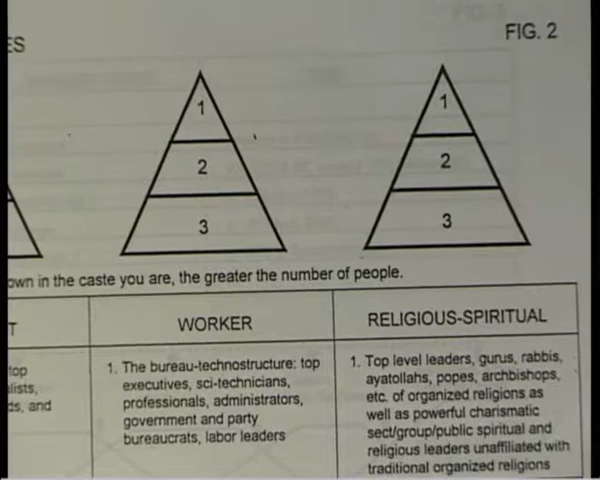 ES
FIG. 2
1
1
2
2
3
3
own in the caste you are, the greater the number of people.
T
WORKER
RELIGIOUS-SPIRITUAL
top
lists,
ds, and
1. The bureau-technostructure: top
executives, sci-technicians,
professionals, administrators,
government and party
bureaucrats, labor leaders
1. Top level leaders, gurus, rabbis,
ayatollahs, popes, archbishops,
etc. of organized religions as
well as powerful charismatic
sect/group/public spiritual and
religious leaders unaffiliated with
traditional organized religions